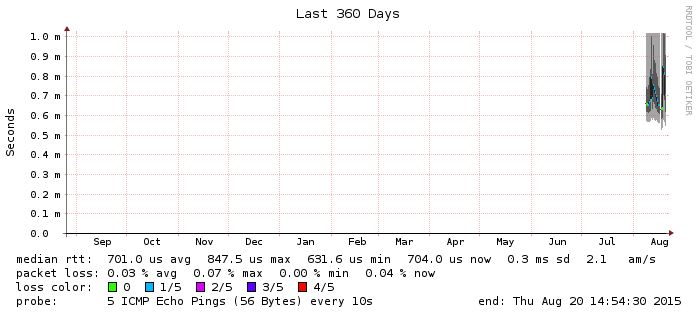 Last 360 Days
RRDTOOL / TOBI OETIKER
Seconds
1.0 m
0.9 m
0.8 m
0.7 m
0.6 m
0.5 m
0.4 m
0.3 m
0.2 m
0.1 m
0.0
Sep Oct Nov Dec Jan Feb Mar Apr May Jun Jul Aug
median rtt: 701.0 us avg 847.5 us max 631.6 us min 704.0 us now 0.3 ms sd 2.1 am/s
packet loss: 0.03 % avg 0.07 % max 0.00 % min 0.04 % now
loss color: 0 1/5 2/5 3/5 4/5
probe: 5 ICMP Echo Pings (56 Bytes) every 10s end: Thu Aug 20 14:54:30 2015